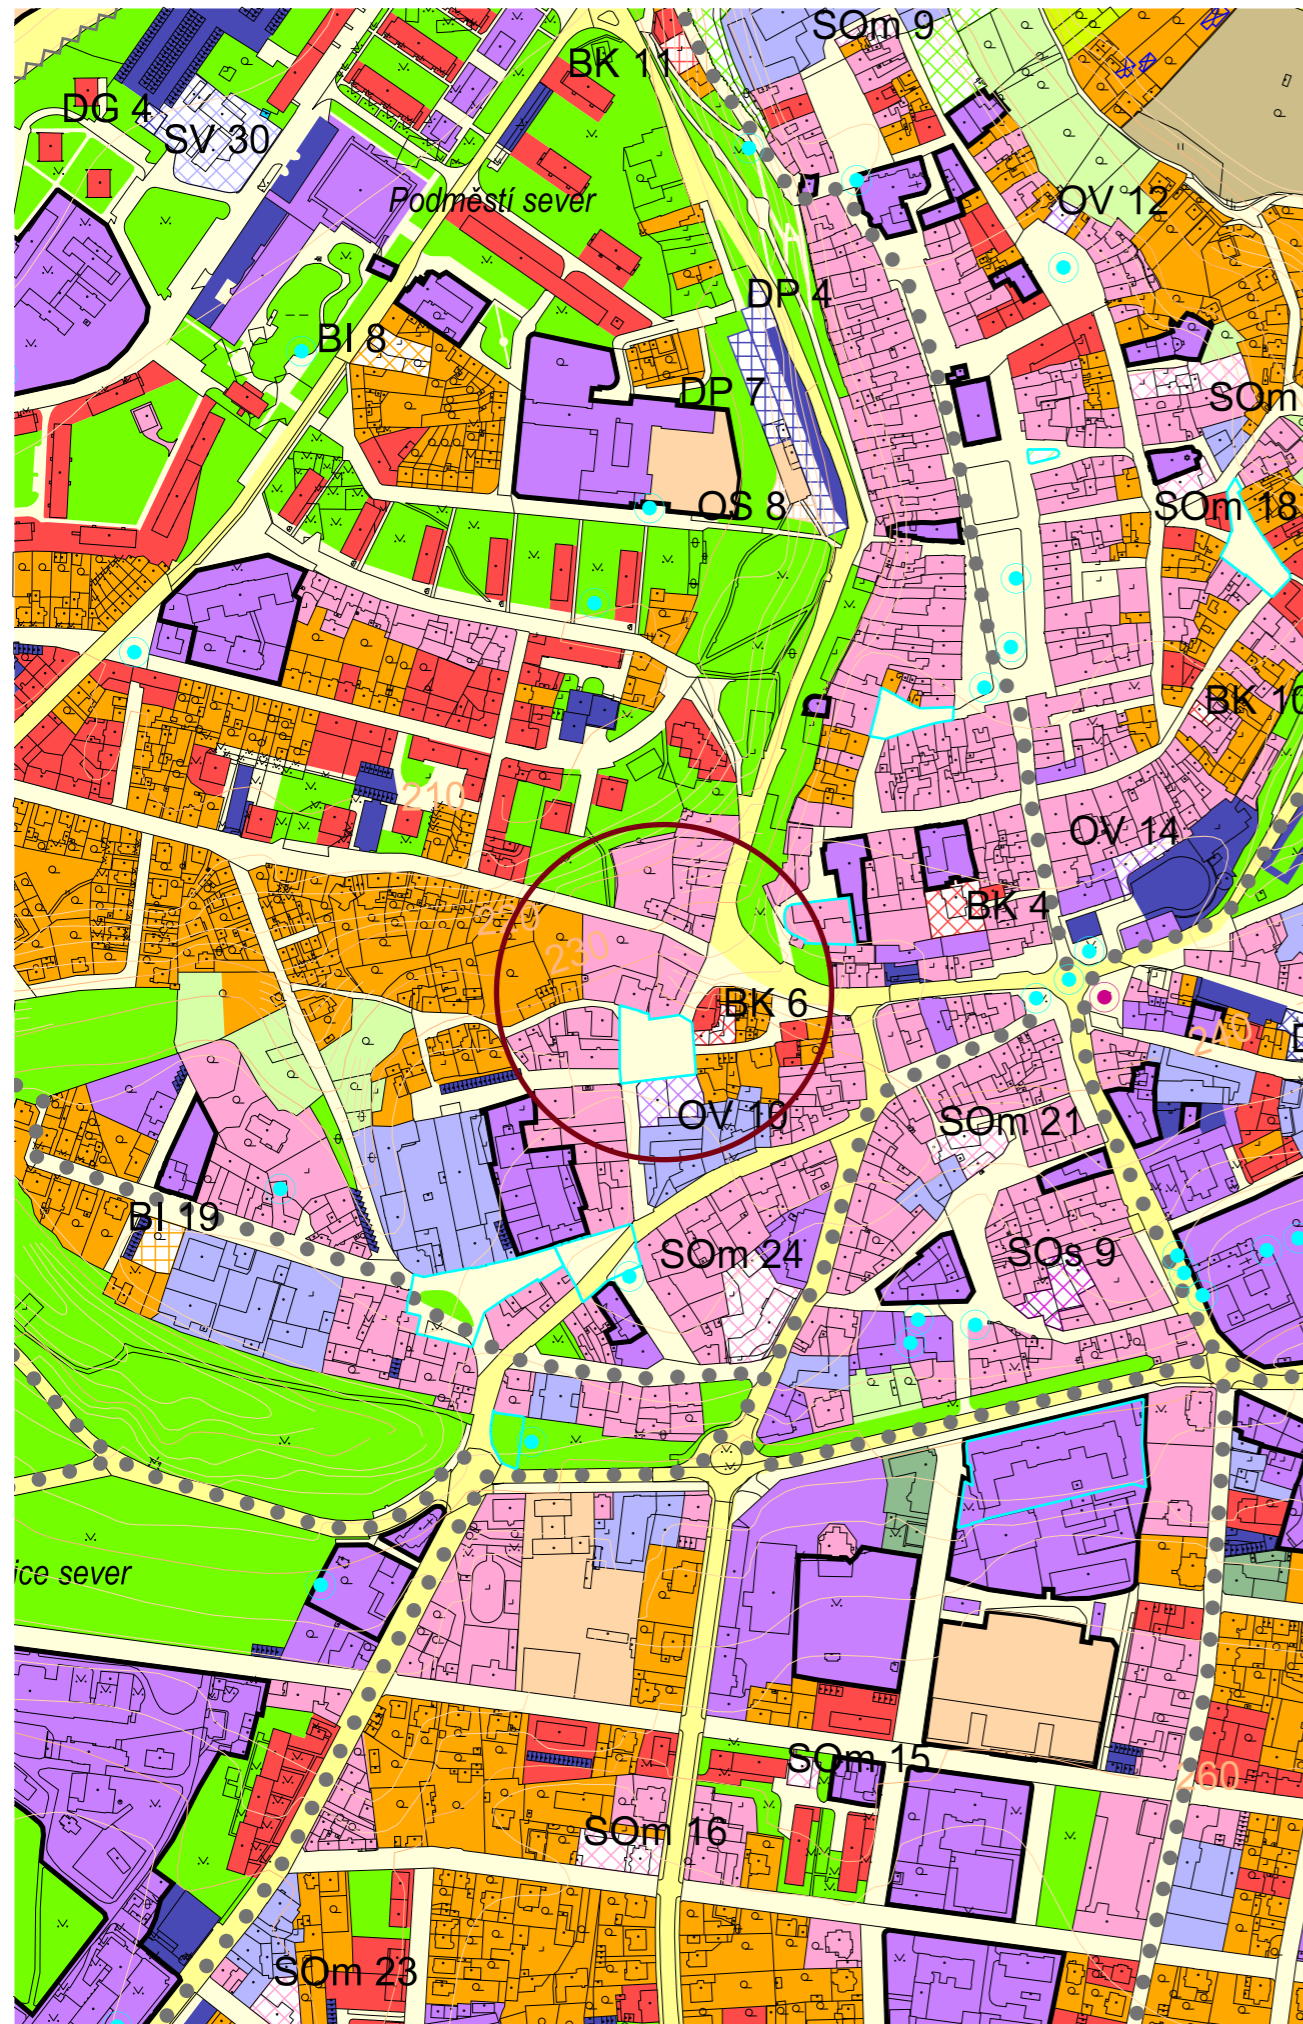 SOm 9
BK 11
DG 4
SV 30
Podměstí sever
OV 12
DP 4
BI 8
DP 7
SOm
OS 8
SOm 18
BK 10
210
OV 14
BK 4
220
230
BK 6
240
D
OV 10
SOm 21
BI 19
SOm 24
SOs 9
ice sever
SOm 15
260
SOm 16
SOm 23